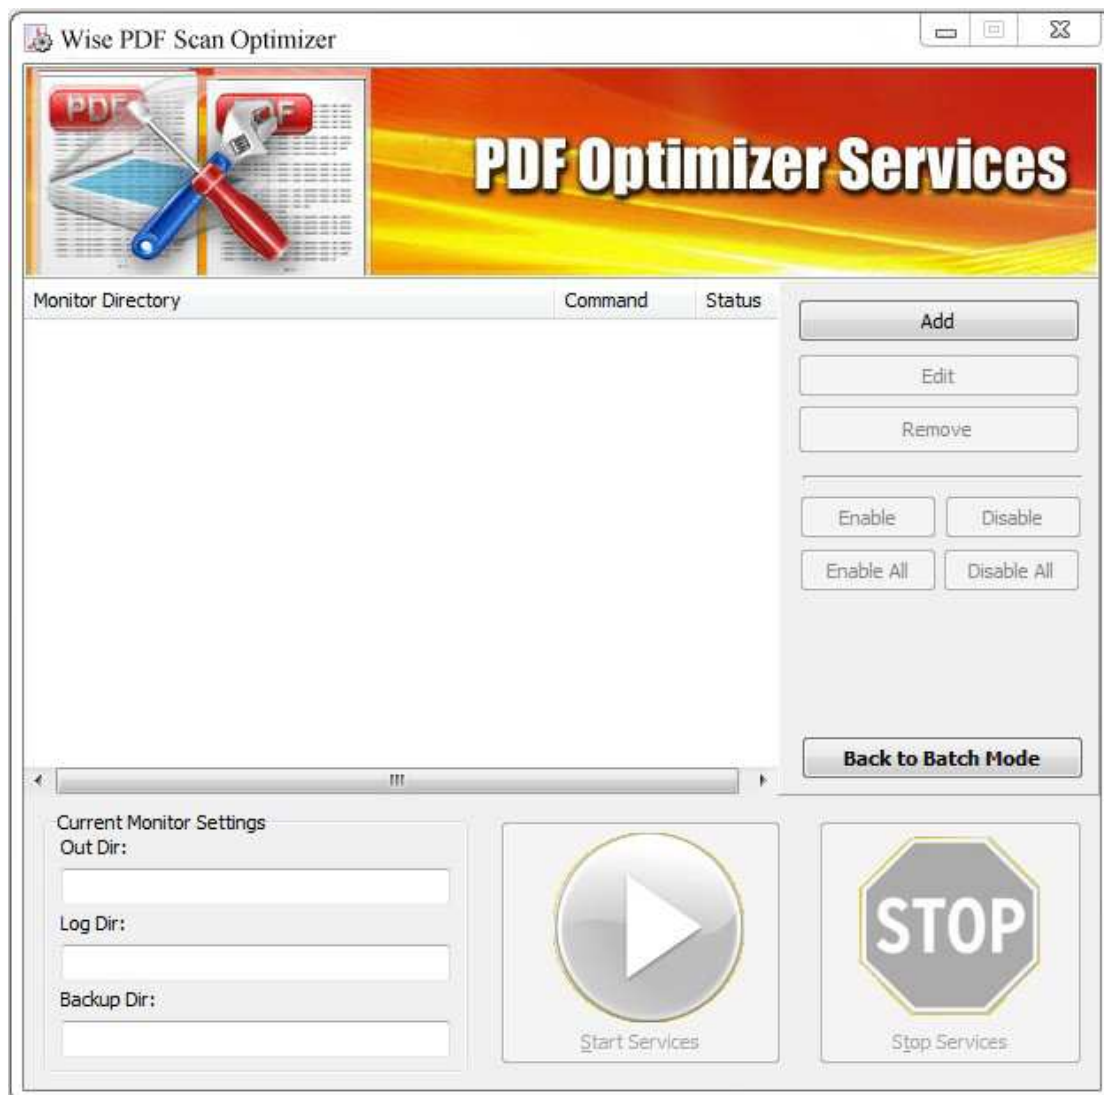 Wise PDF Scan Optimizer
PDF
PDF Optimizer Services
Monitor Directory Command Status
Add
Edit
Remove
Enable Disable
Enable All Disable All
Back to Batch Mode
Current Monitor Settings
Out Dir:
Log Dir:
Backup Dir:
Start Services
STOP
Stop Services